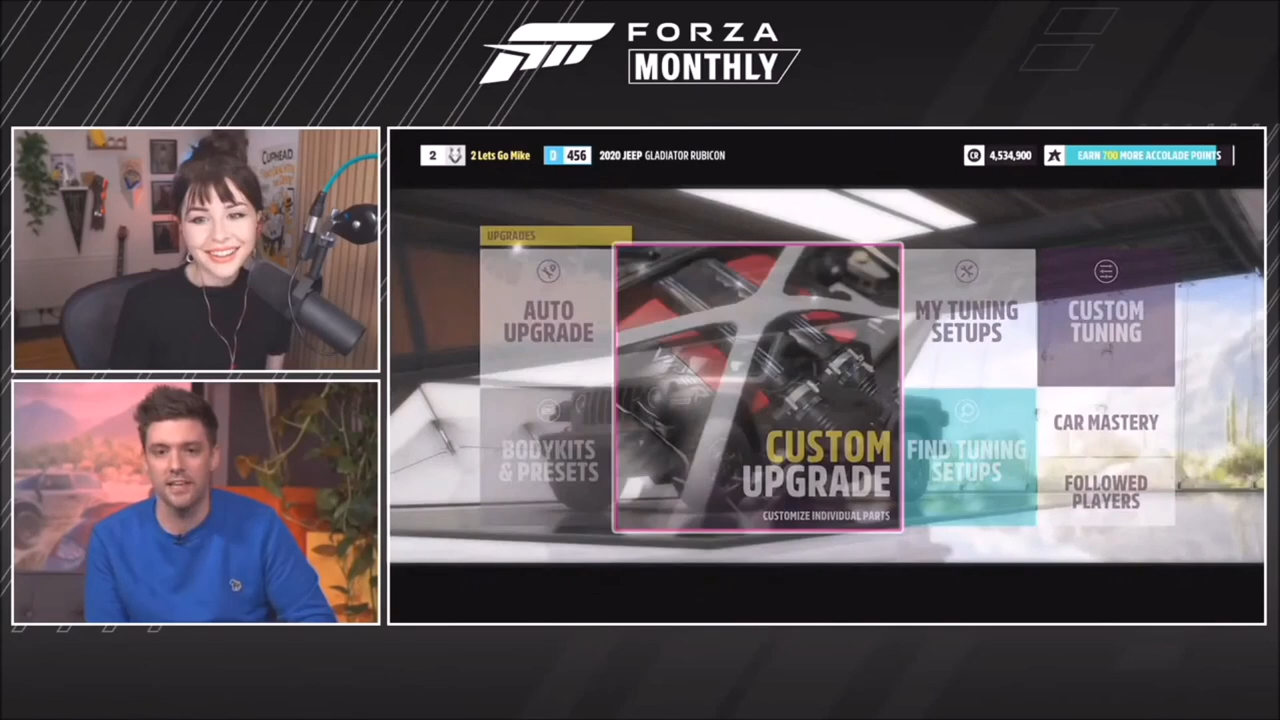 FORZA
MONTHLY
CUPHEAD
2 2 Lets Go Mike D 456 2020 JEEP GLADIATOR RUBICON CR 4,534,900 EARN 700 MORE ACCOLADE POINTS
UPGRADES
AUTO
UPGRADE
BODYKITS
& PRESETS
CUSTOM
UPGRADE
CUSTOMIZE INDIVIDUAL PARTS
MY TUNING
SETUPS
FIND TUNING
SETUPS
CUSTOM
TUNING
CAR MASTERY
FOLLOWED
PLAYERS